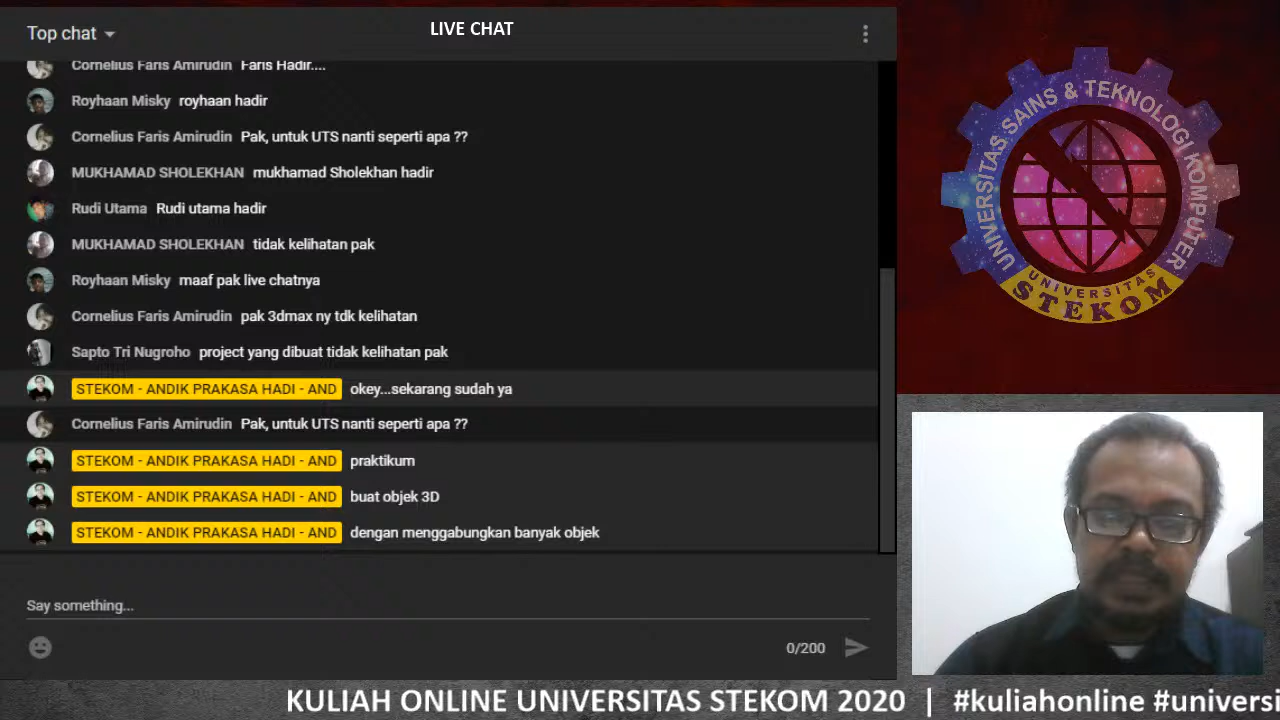 Top chat
LIVE CHAT
Cornelius Faris Amirudin Faris Hadir....
Royhaan Misky royhaan hadir
Cornelius Faris Amirudin Pak, untuk UTS nanti seperti apa ??
MUKHAMAD SHOLEKHAN mukhamad Sholekhan hadir
Rudi Utama Rudi utama hadir
MUKHAMAD SHOLEKHAN tidak kelihatan pak
Royhaan Misky maaf pak live chatnya
Cornelius Faris Amirudin pak 3dmax ny tdk kelihatan
Sapto Tri Nugroho project yang dibuat tidak kelihatan pak
STEKOM - ANDIK PRAKASA HADI - AND okey...sekarang sudah ya
Cornelius Faris Amirudin Pak, untuk UTS nanti seperti apa ??
STEKOM - ANDIK PRAKASA HADI - AND praktikum
STEKOM - ANDIK PRAKASA HADI - AND buat objek 3D
STEKOM - ANDIK PRAKASA HADI - AND dengan menggabungkan banyak objek
Say something...
0/200
UNIVERSITAS SAINS & TEKNOLOGI KOMPUTER
UNIVERSITAS
STEKOM
KULIAH ONLINE UNIVERSITAS STEKOM 2020 | #kuliahonline #universi